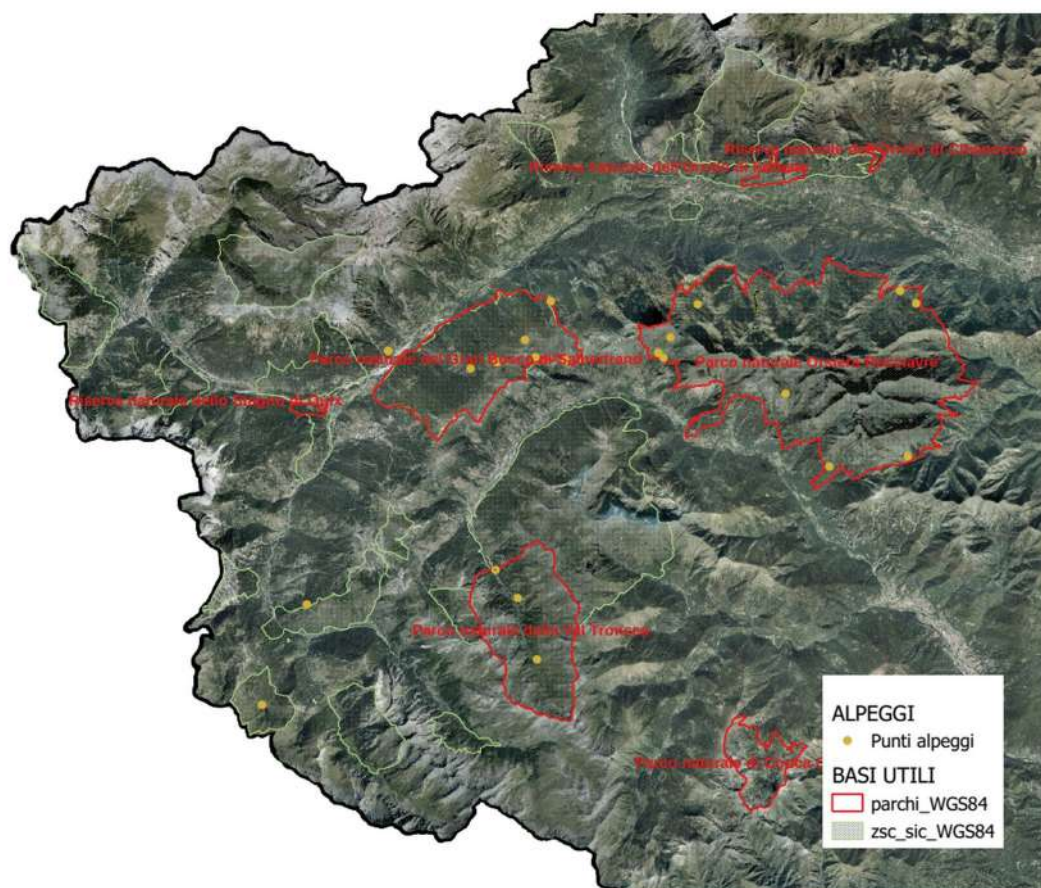 Riserva naturale dell'Orrido di Chianocco
Riserva naturale dell'Orrido di Foresto
Parco naturale del Gran Bosco di Salbertrand
Parco naturale Orsiera Rocciavrè
Riserva naturale dello Stagno di Oulx
Parco naturale della Val Troncea
Parco naturale di Conca
ALPEGGI
Punti alpeggi
BASI UTILI
parchi_WGS84
zsc_sic_WGS84